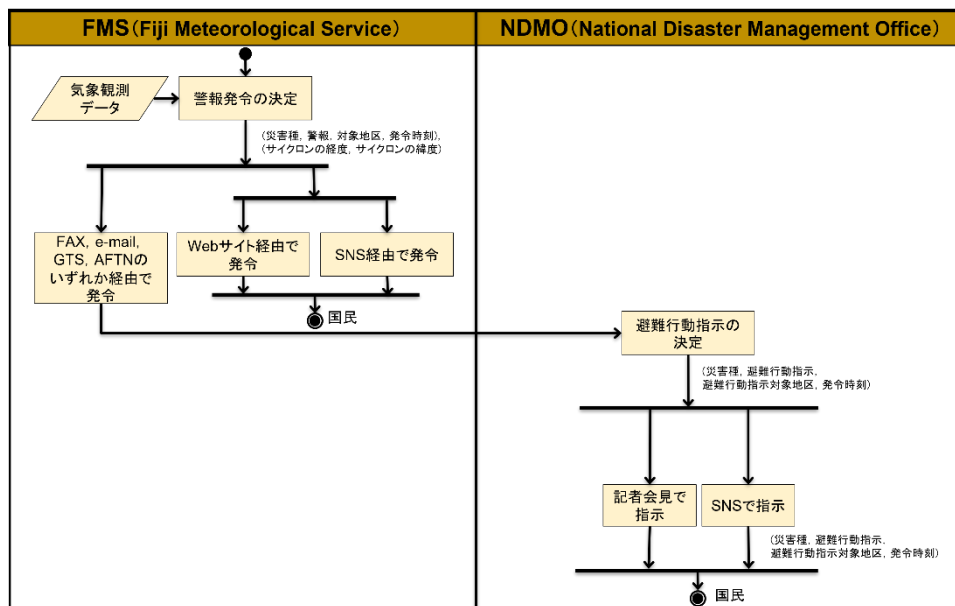 FMS(Fiji Meteorological Service)
NDMO(National Disaster Management Office)
気象観測
データ
警報発令の決定
(災害種, 警報, 対象地区, 発令時刻),
(サイクロンの経度, サイクロンの緯度)
FAX, e-mail,
GTS, AFTNの
いずれか経由で
発令
Webサイト経由で
発令
SNS経由で発令
国民
避難行動指示の
決定
(災害種, 避難行動指示,
避難行動指示対象地区, 発令時刻)
記者会見で
指示
SNSで指示
(災害種, 避難行動指示,
避難行動指示対象地区, 発令時刻)
国民